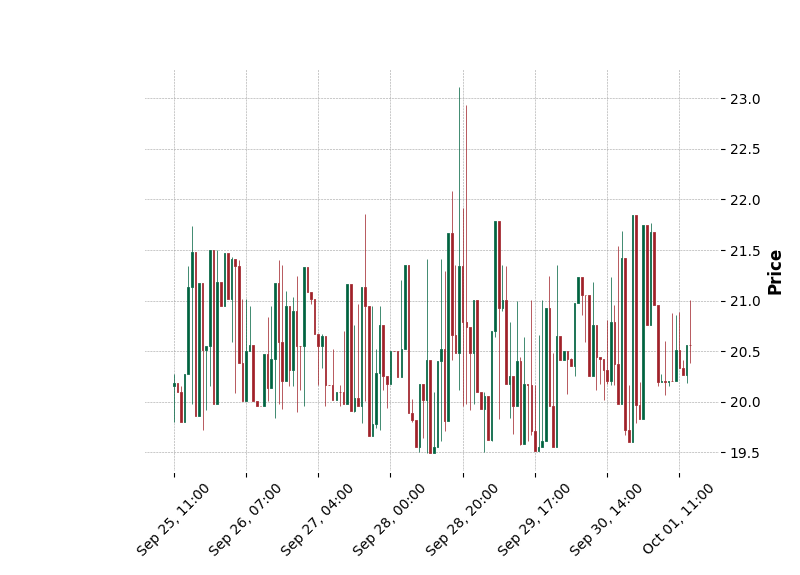 23.0
22.5
22.0
21.5
21.0
20.5
20.0
19.5
Price
Sep 25, 11:00
Sep 26, 07:00
Sep 27, 04:00
Sep 28, 00:00
Sep 28, 20:00
Sep 29, 17:00
Sep 30, 14:00
Oct 01, 11:00